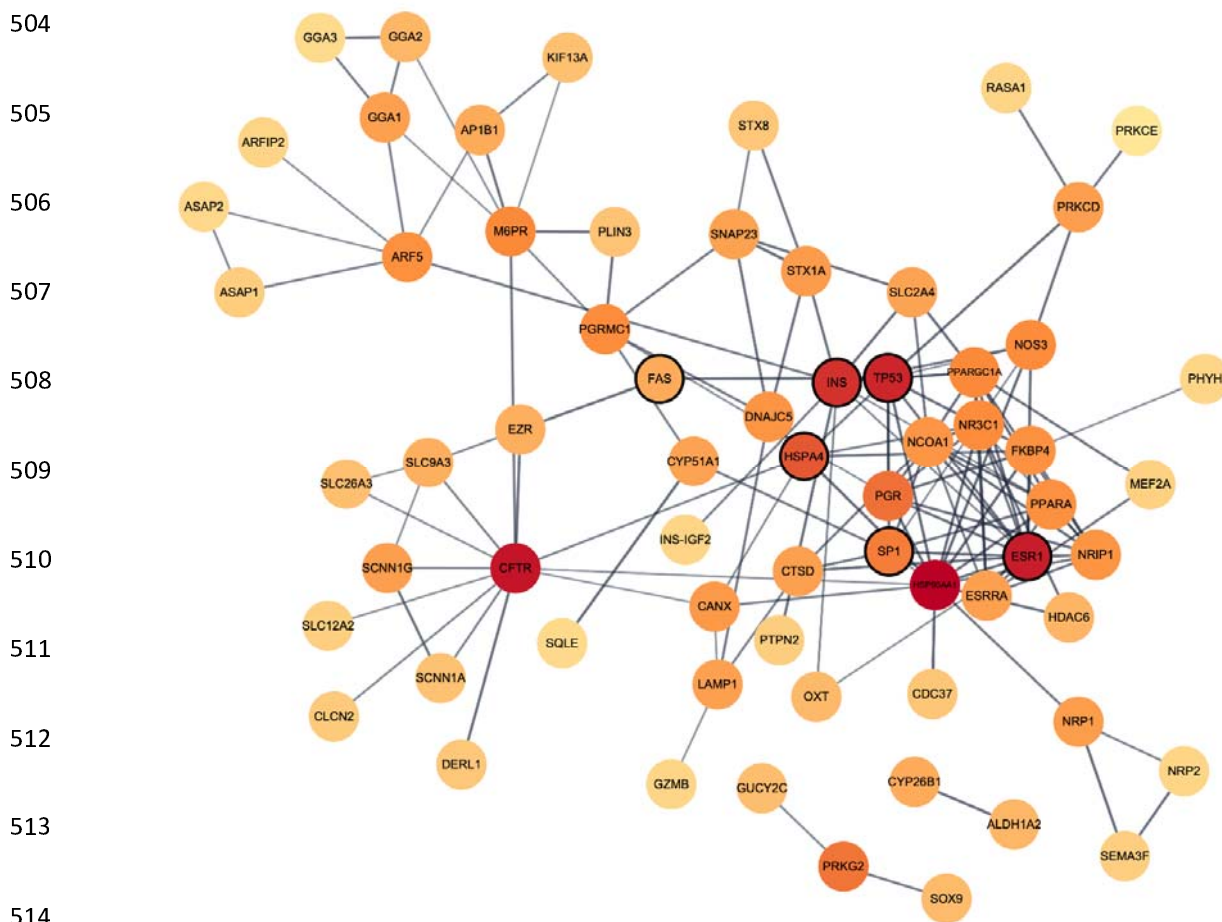 504
GGA3 GGA2
KIF13A
RASA1
505
GGA1 AP1B1 STX8 PRKCE
ARFIP2
506
ASAP2 PRKCD
M6PR PLIN3 SNAP23
ARF5 STX1A
507
ASAP1 SLC2A4
PGRMC1 NOS3
508
FAS INS TP53 PPARGC1A PHYH
DNAJC5
EZR NR3C1
NCOA1 FKBP4
509
SLC9A3 CYP51A1 HSPA4
SLC26A3 MEF2A
PGR PPARA
INS-IGF2
510
SCNN1G SP1 ESR1 NRIP1
CFTR CTSD HSP90AA1 ESRRA
CANX HDAC6
511
SLC12A2 SQLE PTPN2
SCNN1A LAMP1 OXT CDC37
CLCN2 NRP1
512
DERL1 NRP2
GZMB GUCY2C CYP26B1
513
ALDH1A2
SEMA3F
PRKG2
SOX9
514